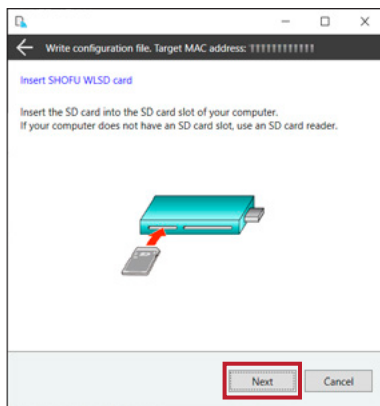 Write configuration file. Target MAC address: 111111111111
Insert SHOFU WLSD card
Insert the SD card into the SD card slot of your computer.
If your computer does not have an SD card slot, use an SD card reader.
Next
Cancel